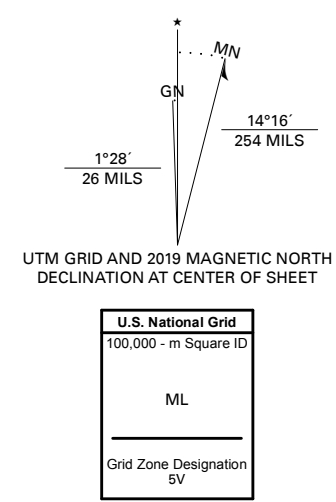 MN
GN
14°16´
254 MILS
1°28´
26 MILS
UTM GRID AND 2019 MAGNETIC NORTH
DECLINATION AT CENTER OF SHEET
U.S. National Grid
100,000 - m Square ID
ML
Grid Zone Designation
5V